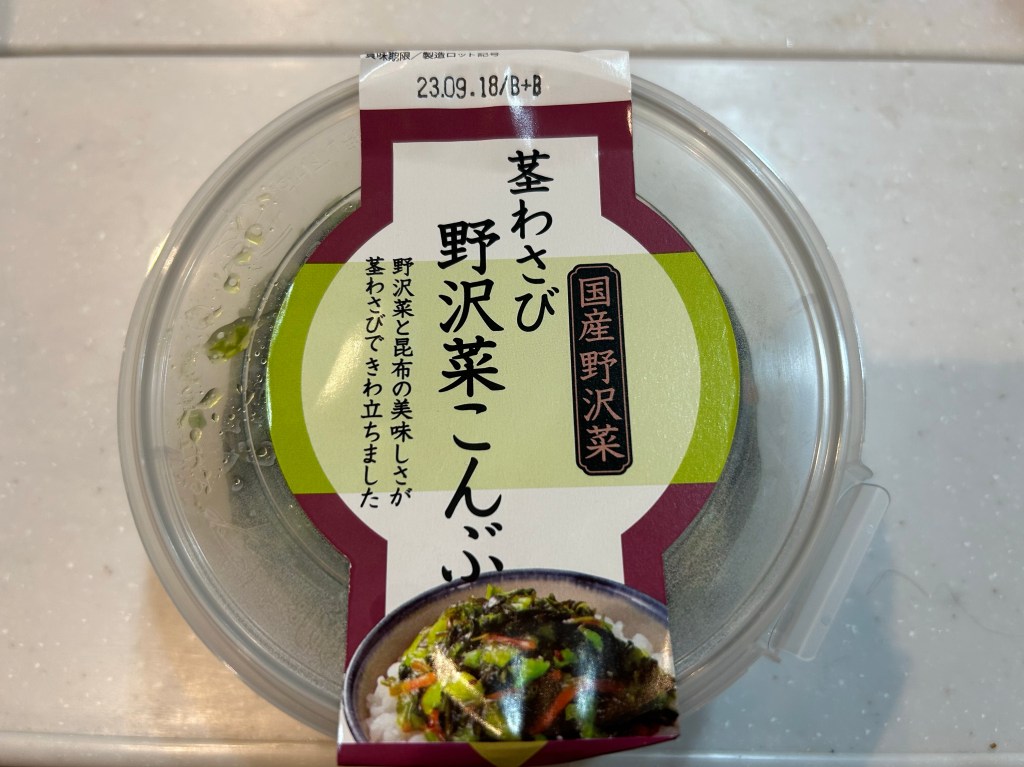 賞味期限/製造ロット記号
23.09.18/B+B
茎わさび
野沢菜こんぶ
国産野沢菜
野沢菜と昆布の美味しさが
茎わさびできわ立ちました